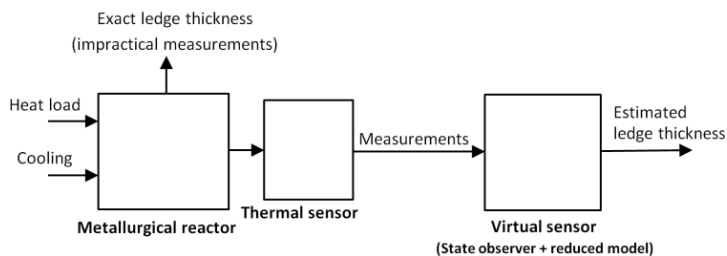 Exact ledge thickness
(impractical measurements)
Heat load
Cooling
Metallurgical reactor
Thermal sensor
Measurements
Virtual sensor
(State observer + reduced model)
Estimated
ledge thickness